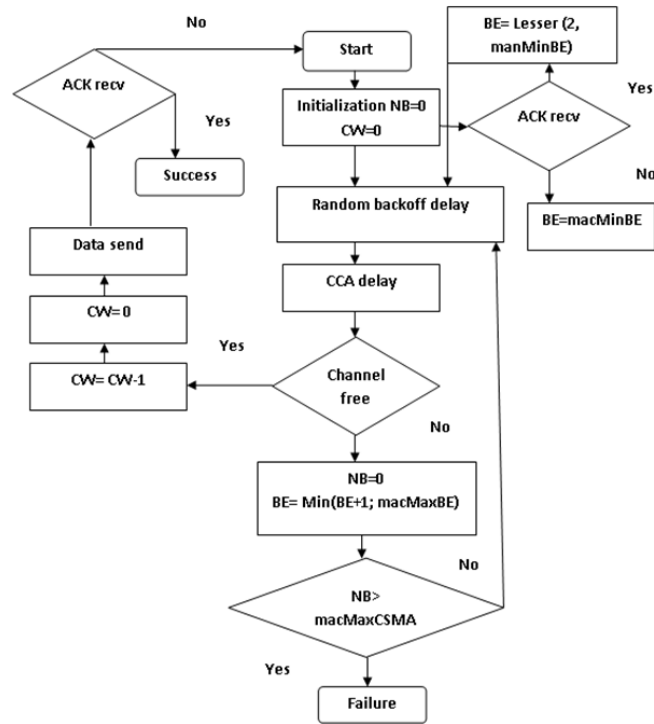 No
Start
BE= Lesser (2,
manMinBE)
ACK recv
Initialization NB=0
CW=0
Yes
ACK recv
Yes
Success
No
Random backoff delay
BE=macMinBE
Data send
CCA delay
CW= 0
Yes
Channel
free
CW= CW-1
No
NB=0
BE= Min(BE+1; macMaxBE)
No
NB>
macMaxCSMA
Yes
Failure